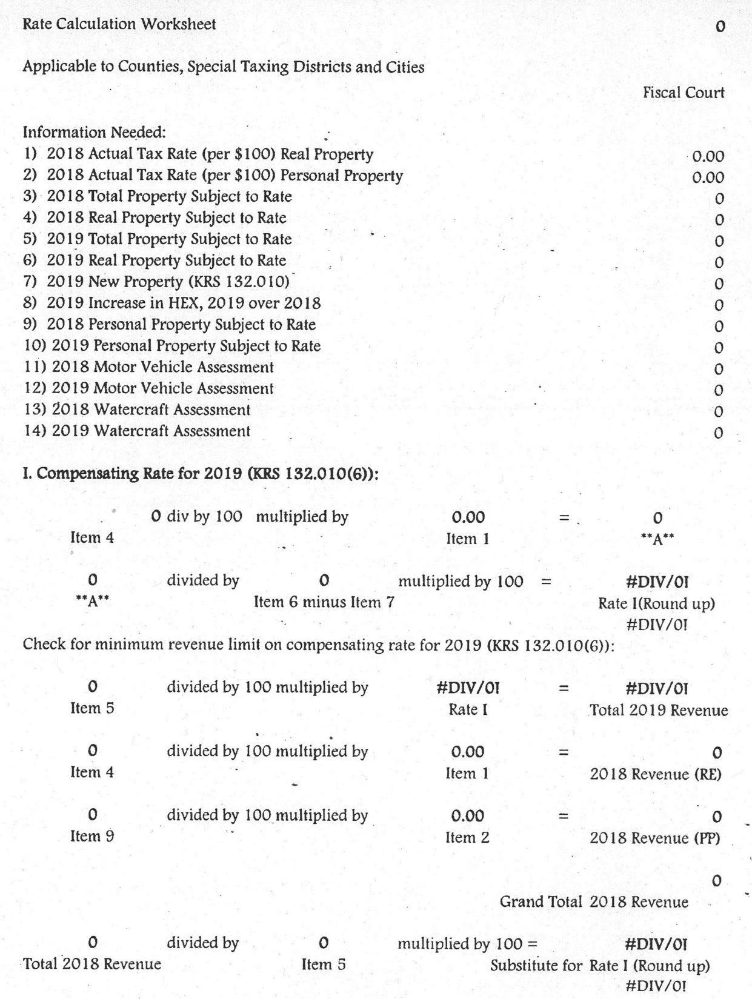 Rate Calculation Worksheet 0
Applicable to Counties, Special Taxing Districts and Cities
Fiscal Court
Information Needed:
1) 2018 Actual Tax Rate (per $100) Real Property 0.00
2) 2018 Actual Tax Rate (per $100) Personal Property 0.00
3) 2018 Total Property Subject to Rate 0
4) 2018 Real Property Subject to Rate 0
5) 2019 Total Property Subject to Rate 0
6) 2019 Real Property Subject to Rate 0
7) 2019 New Property (KRS 132.010) 0
8) 2019 Increase in HEX, 2019 over 2018 0
9) 2018 Personal Property Subject to Rate 0
10) 2019 Personal Property Subject to Rate 0
11) 2018 Motor Vehicle Assessment 0
12) 2019 Motor Vehicle Assessment 0
13) 2018 Watercraft Assessment 0
14) 2019 Watercraft Assessment 0
I. Compensating Rate for 2019 (KRS 132.010(6)):
0 div by 100 multiplied by 0.00 = 0
Item 4 Item 1 **A**
0 divided by 0 multiplied by 100 = #DIV/0!
**A** Item 6 minus Item 7 Rate I(Round up)
#DIV/0!
Check for minimum revenue limit on compensating rate for 2019 (KRS 132.010(6)):
0 divided by 100 multiplied by #DIV/0! = #DIV/0!
Item 5 Rate I Total 2019 Revenue
0 divided by 100 multiplied by 0.00 = 0
Item 4 Item 1 2018 Revenue (RE)
0 divided by 100 multiplied by 0.00 = 0
Item 9 Item 2 2018 Revenue (PP)
0
Grand Total 2018 Revenue
0 divided by 0 multiplied by 100 = #DIV/0!
Total 2018 Revenue Item 5 Substitute for Rate I (Round up)
#DIV/0!